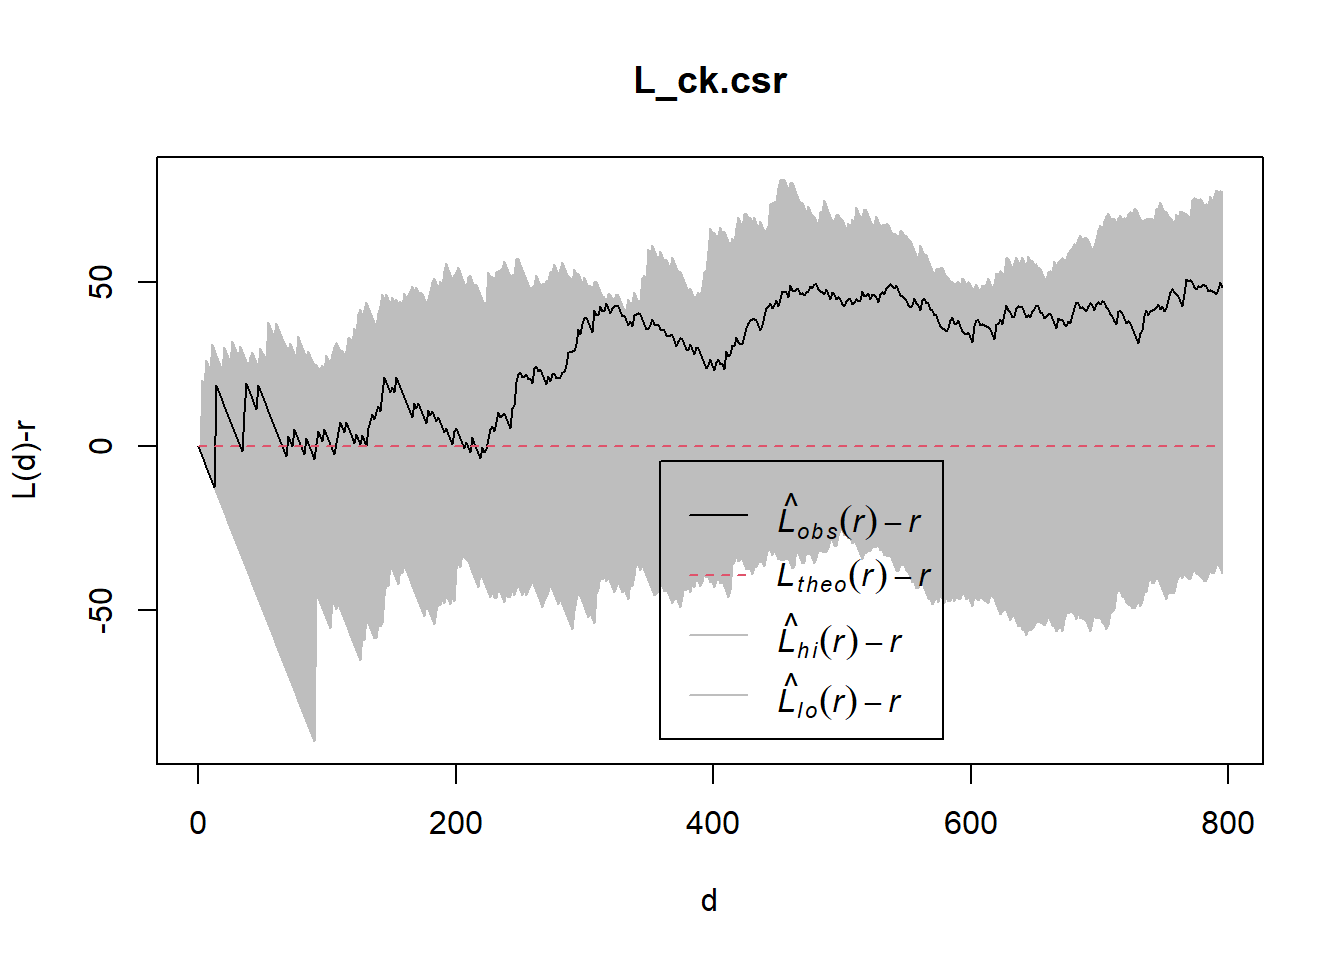 L_ck.csr
L(d)-r
50
0
-50
L̂obs(r) – r
Ltheo(r) – r
L̂hi(r) – r
L̂lo(r) – r
0 200 400 600 800
d